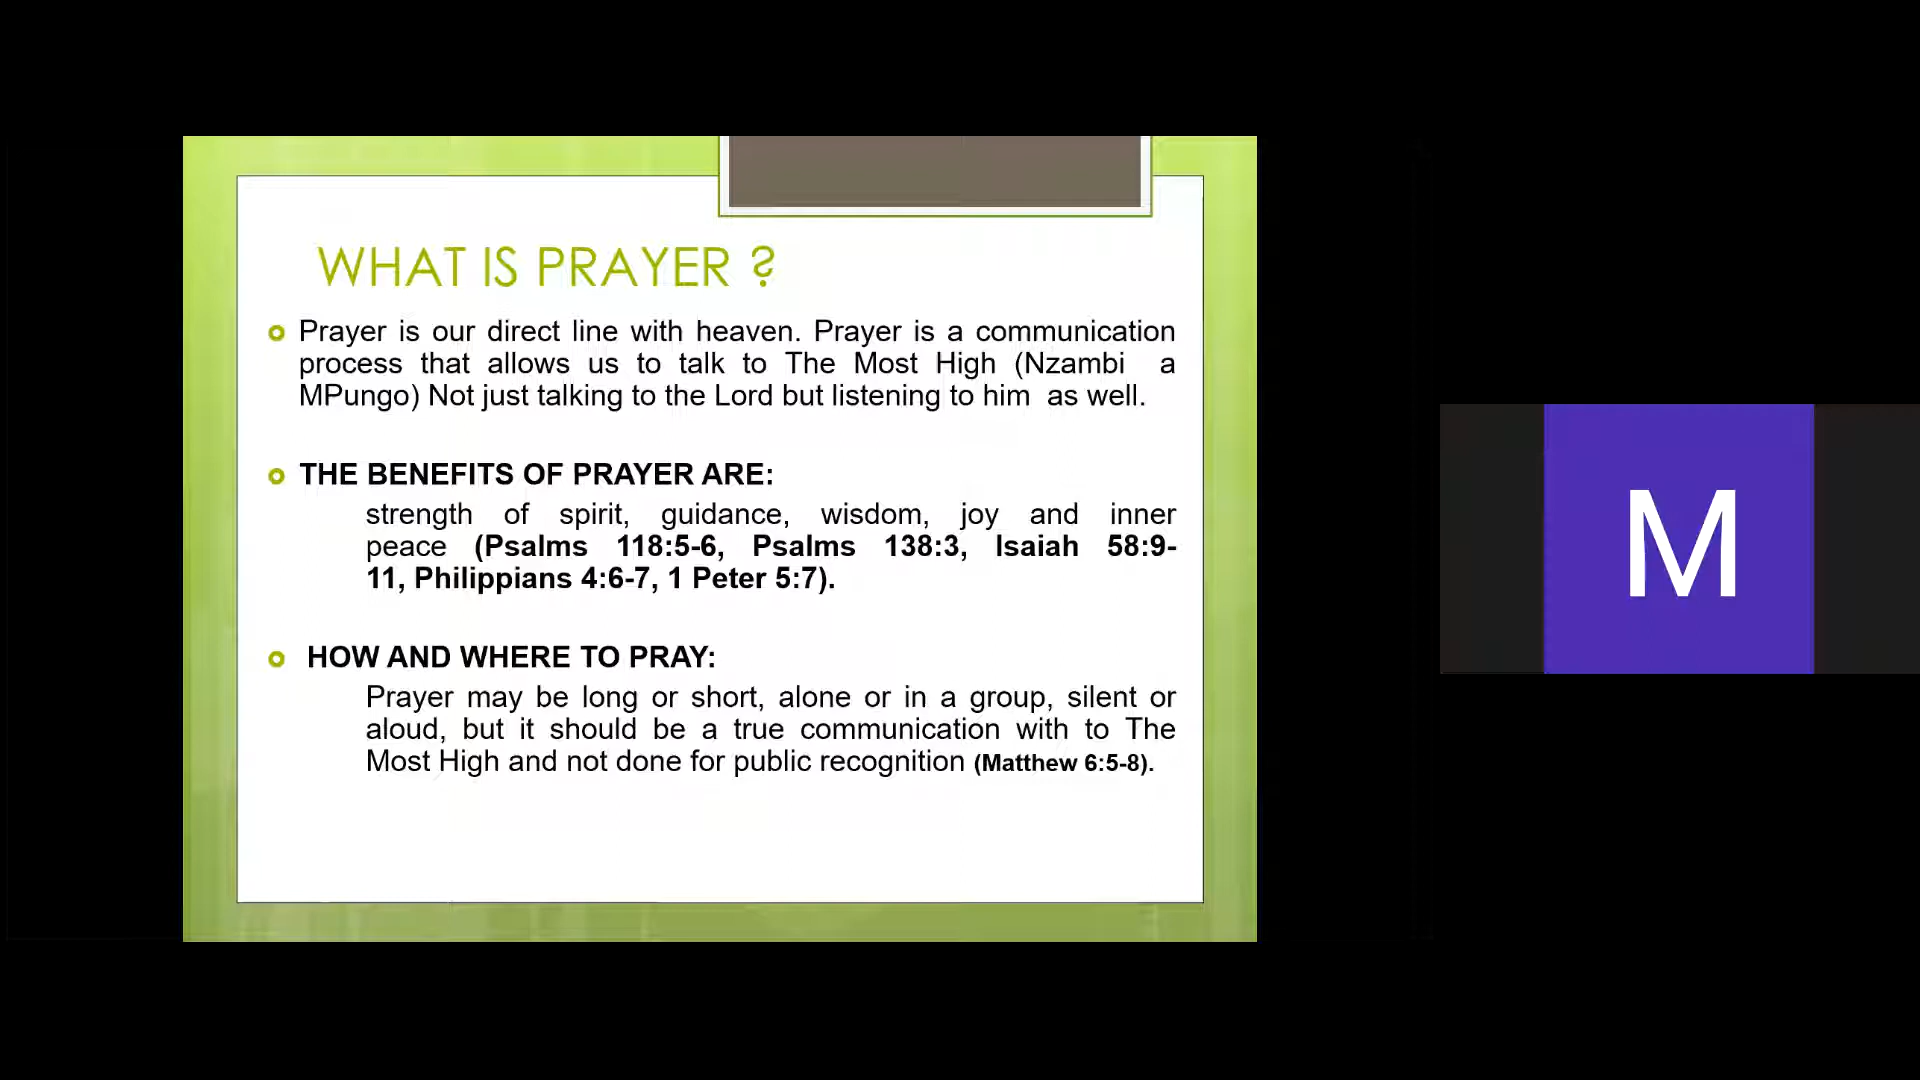 WHAT IS PRAYER ?
Prayer is our direct line with heaven. Prayer is a communication
process that allows us to talk to The Most High (Nzambi a
MPungo) Not just talking to the Lord but listening to him as well.
THE BENEFITS OF PRAYER ARE:
strength of spirit, guidance, wisdom, joy and inner
peace (Psalms 118:5-6, Psalms 138:3, Isaiah 58:9-
11, Philippians 4:6-7, 1 Peter 5:7).
HOW AND WHERE TO PRAY:
Prayer may be long or short, alone or in a group, silent or
aloud, but it should be a true communication with to The
Most High and not done for public recognition (Matthew 6:5-8).
M